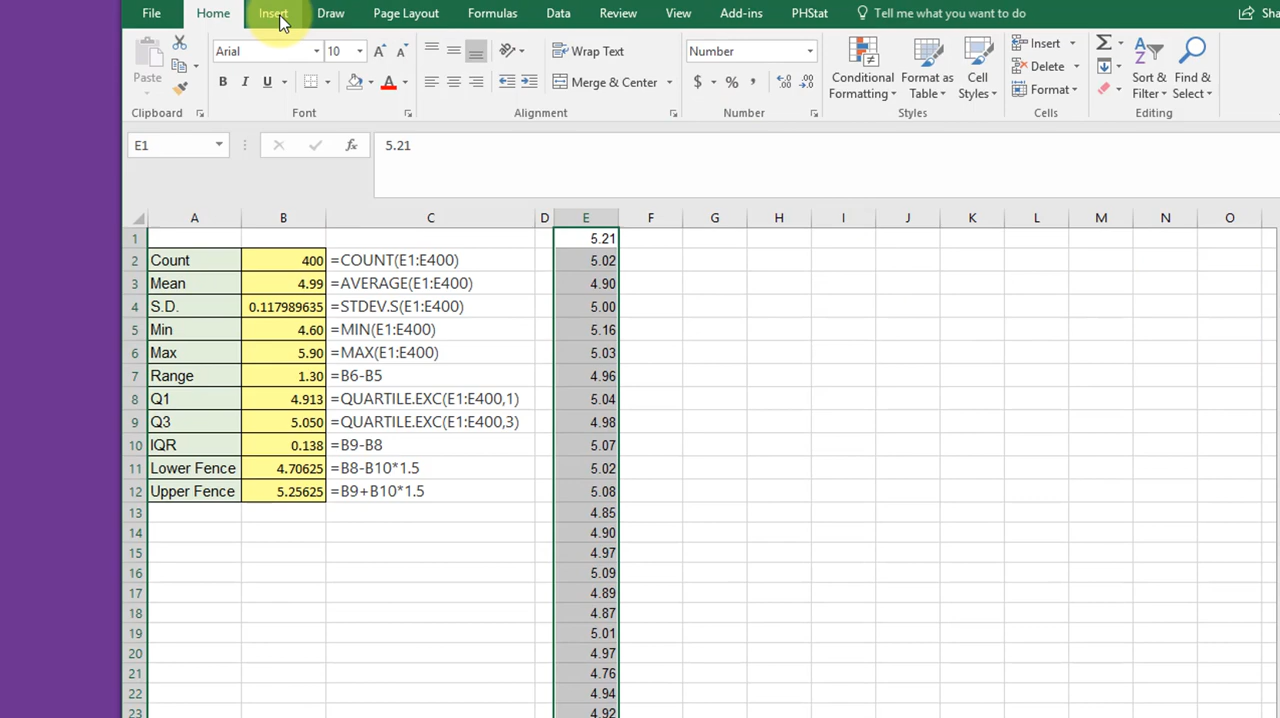 File Home Insert Draw Page Layout Formulas Data Review View Add-ins PHStat Tell me what you want to do
Arial 10 Wrap Text Number Insert
Paste B I U Merge & Center $ % , Conditional Formatting Format as Table Cell Styles Delete Sort & Filter Find & Select
Format
Clipboard Font Alignment Number Styles Cells Editing
E1 fx 5.21
A B C D E F G H I J K L M N O
1 5.21
2 Count 400 =COUNT(E1:E400) 5.02
3 Mean 4.99 =AVERAGE(E1:E400) 4.90
4 S.D. 0.117989635 =STDEV.S(E1:E400) 5.00
5 Min 4.60 =MIN(E1:E400) 5.16
6 Max 5.90 =MAX(E1:E400) 5.03
7 Range 1.30 =B6-B5 4.96
8 Q1 4.913 =QUARTILE.EXC(E1:E400,1) 5.04
9 Q3 5.050 =QUARTILE.EXC(E1:E400,3) 4.98
10 IQR 0.138 =B9-B8 5.07
11 Lower Fence 4.70625 =B8-B10*1.5 5.02
12 Upper Fence 5.25625 =B9+B10*1.5 5.08
13 4.85
14 4.90
15 4.97
16 5.09
17 4.89
18 4.87
19 5.01
20 4.97
21 4.76
22 4.94
23 4.92